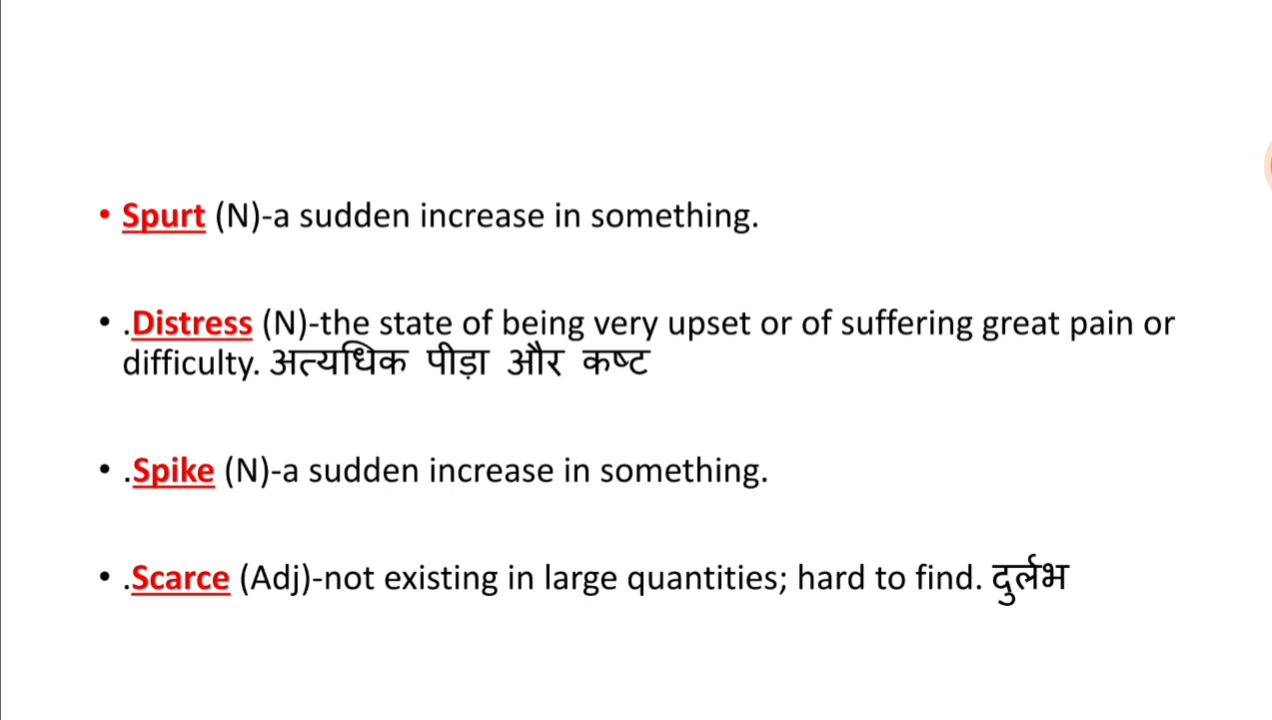 • Spurt (N)-a sudden increase in something.
• .Distress (N)-the state of being very upset or of suffering great pain or
difficulty. अत्यधिक पीड़ा और कष्ट
• .Spike (N)-a sudden increase in something.
• .Scarce (Adj)-not existing in large quantities; hard to find. दुर्लभ